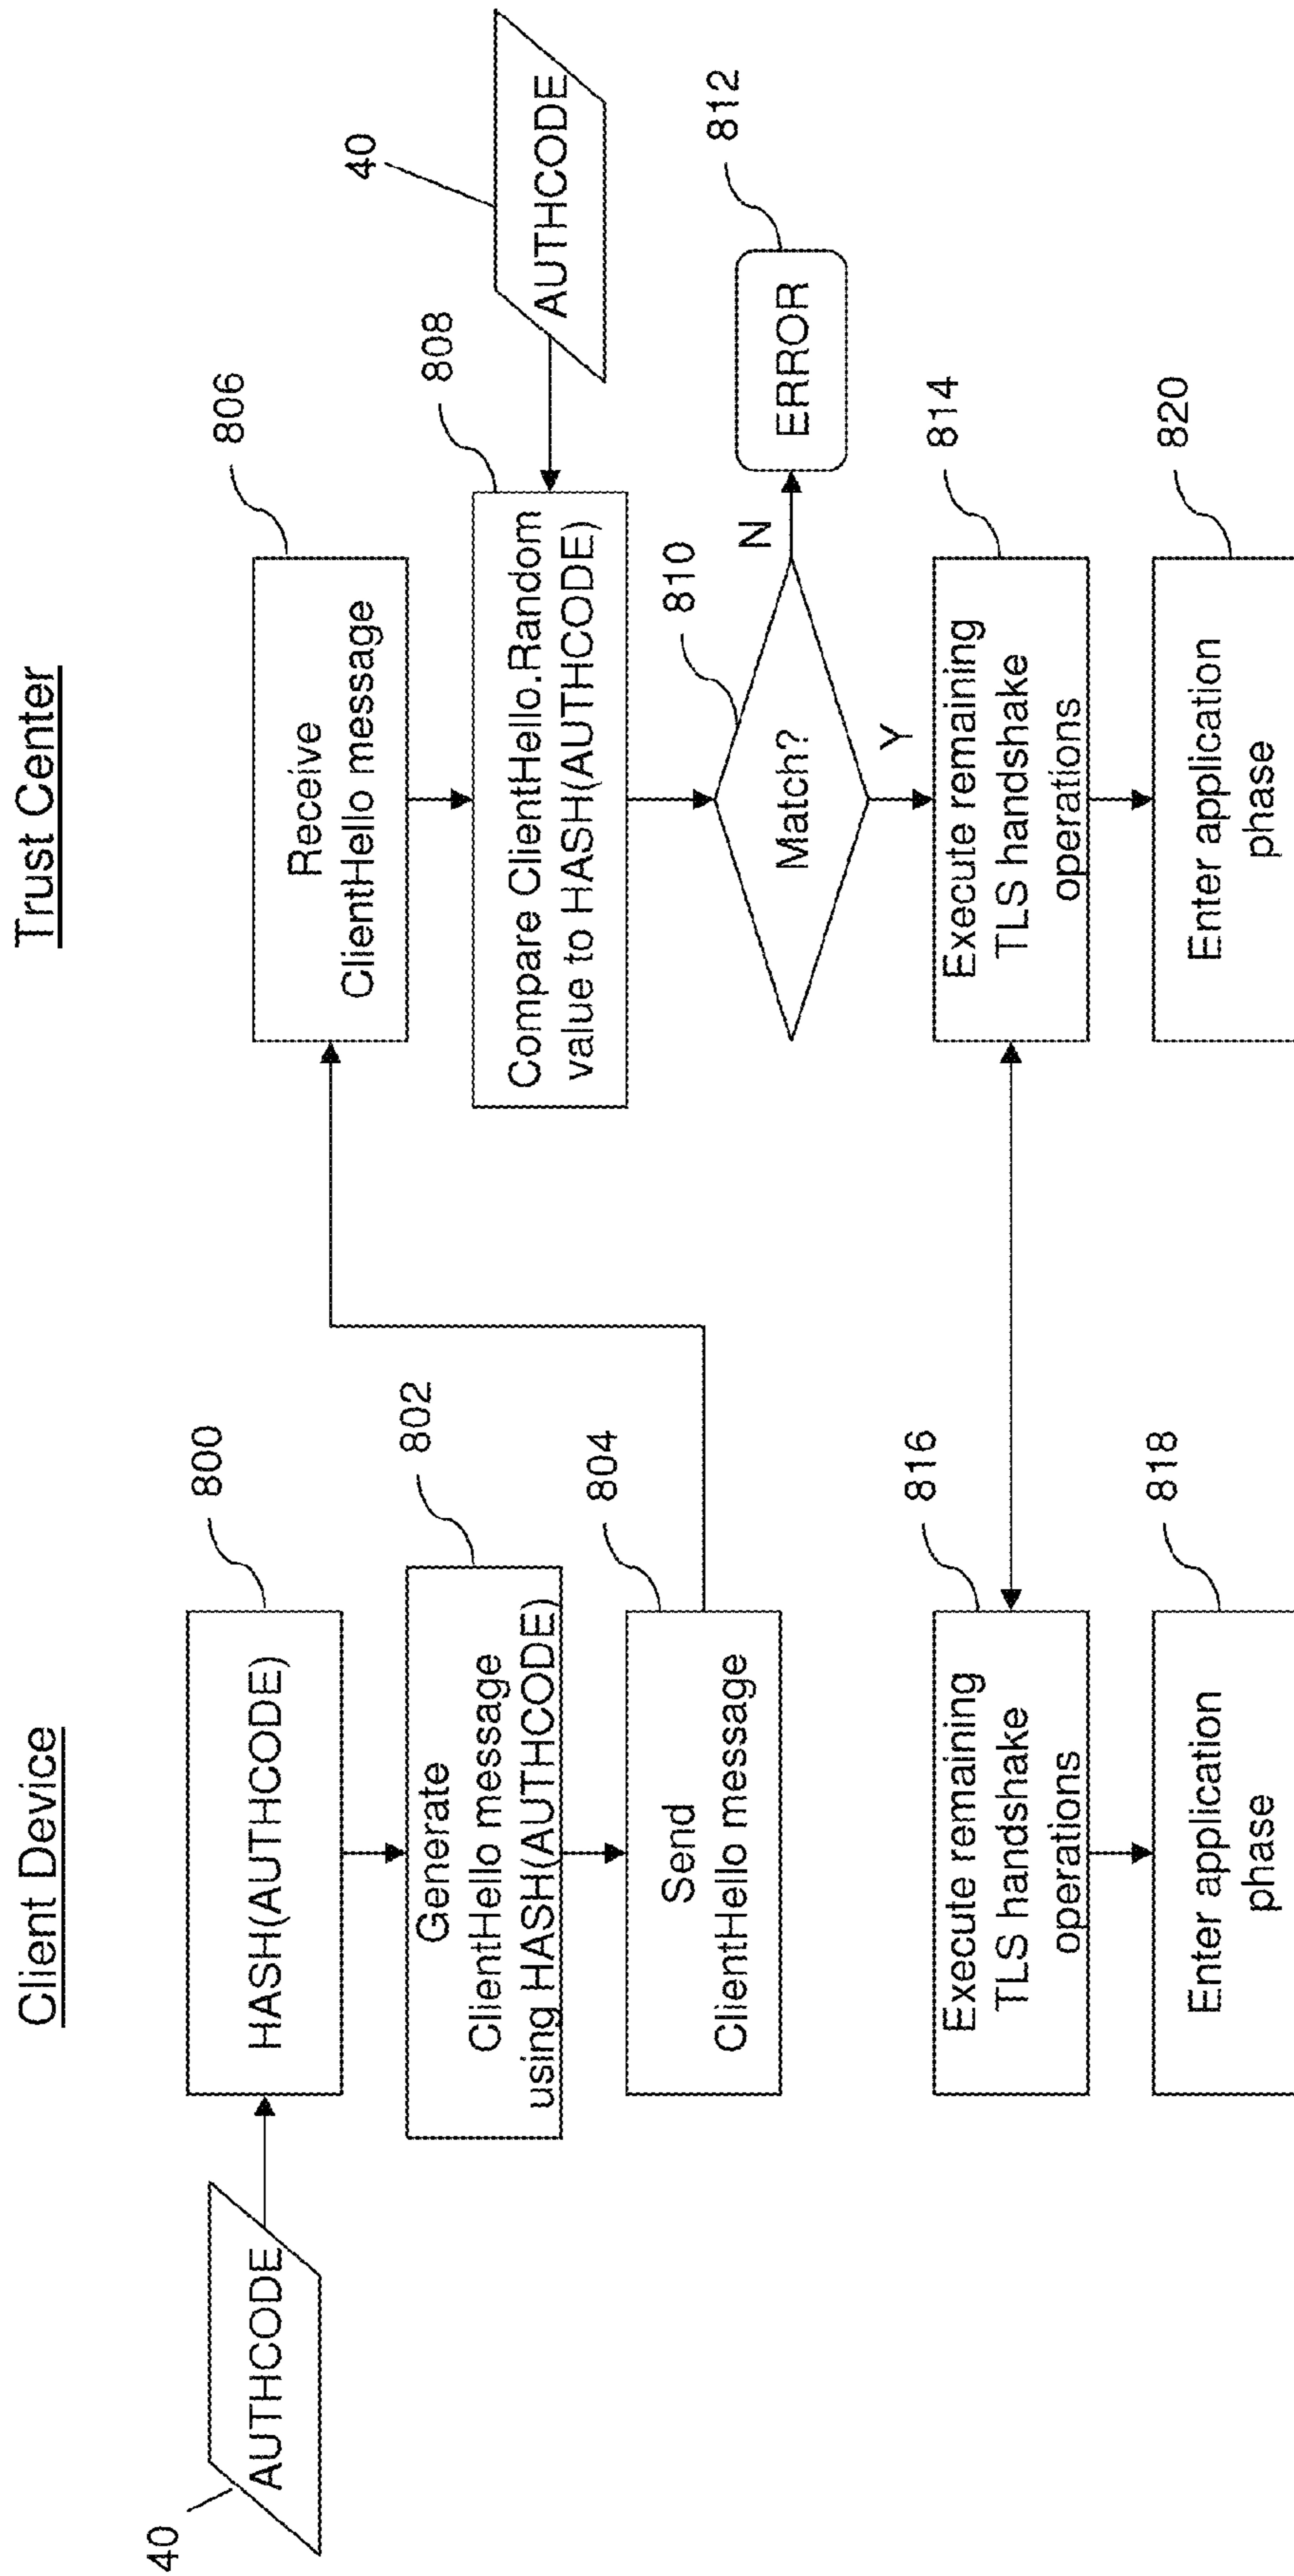 Client Device
40
AUTHCODE
HASH(AUTHCODE)
800
Generate
ClientHello message
using HASH(AUTHCODE)
802
Send
ClientHello message
804
Execute remaining
TLS handshake
operations
816
Enter application
phase
818
Trust Center
Receive
ClientHello message
806
Compare ClientHello.Random
value to HASH(AUTHCODE)
808
40
AUTHCODE
Match?
810
N
ERROR
812
Y
Execute remaining
TLS handshake
operations
814
Enter application
phase
820